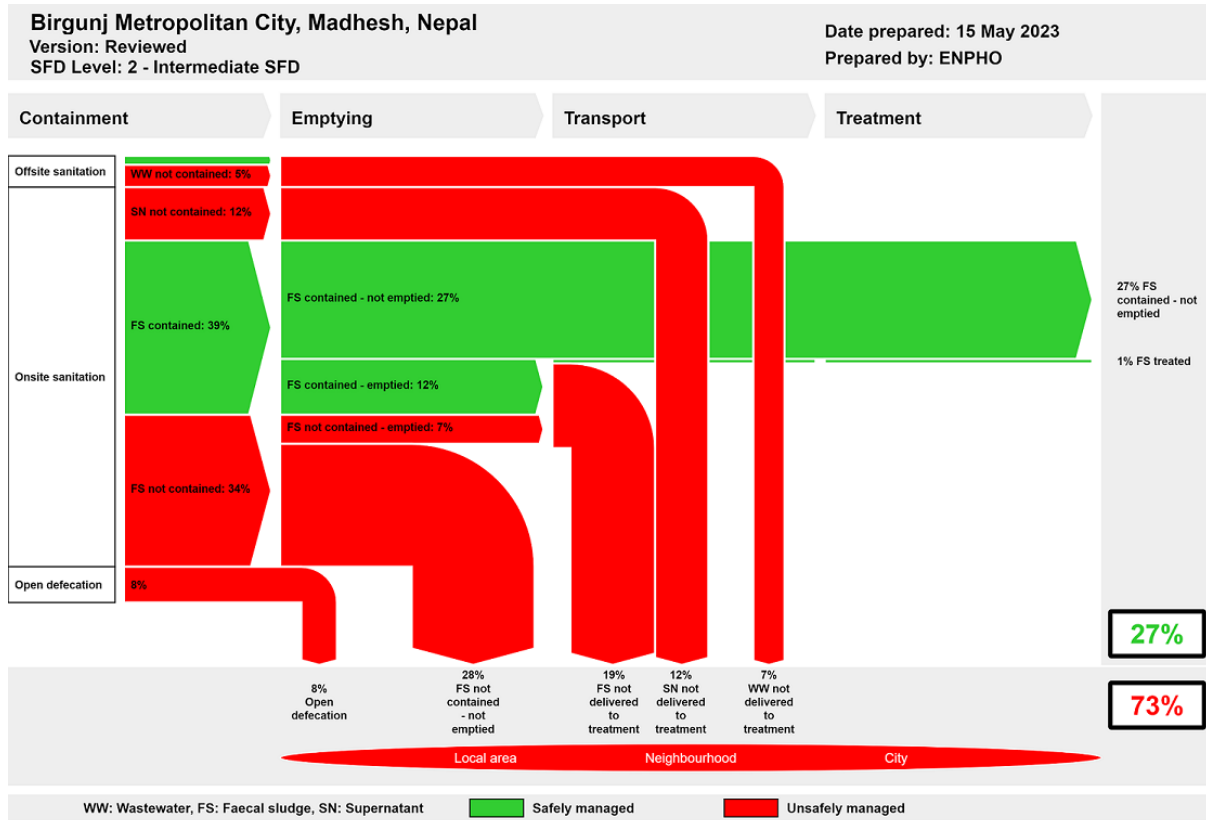 Birgunj Metropolitan City, Madhesh, Nepal
Version: Reviewed
SFD Level: 2 - Intermediate SFD
Date prepared: 15 May 2023
Prepared by: ENPHO
Containment
Emptying
Transport
Treatment
Offsite sanitation
WW not contained: 5%
SN not contained: 12%
FS contained: 39%
FS contained - not emptied: 27%
27% FS
contained - not
emptied
1% FS treated
Onsite sanitation
FS contained - emptied: 12%
FS not contained - emptied: 7%
FS not contained: 34%
Open defecation
8%
27%
8%
Open
defecation
28%
FS not
contained
- not
emptied
19%
FS not
delivered
to
treatment
12%
SN not
delivered
to
treatment
7%
WW not
delivered
to
treatment
73%
Local area
Neighbourhood
City
WW: Wastewater, FS: Faecal sludge, SN: Supernatant
Safely managed
Unsafely managed